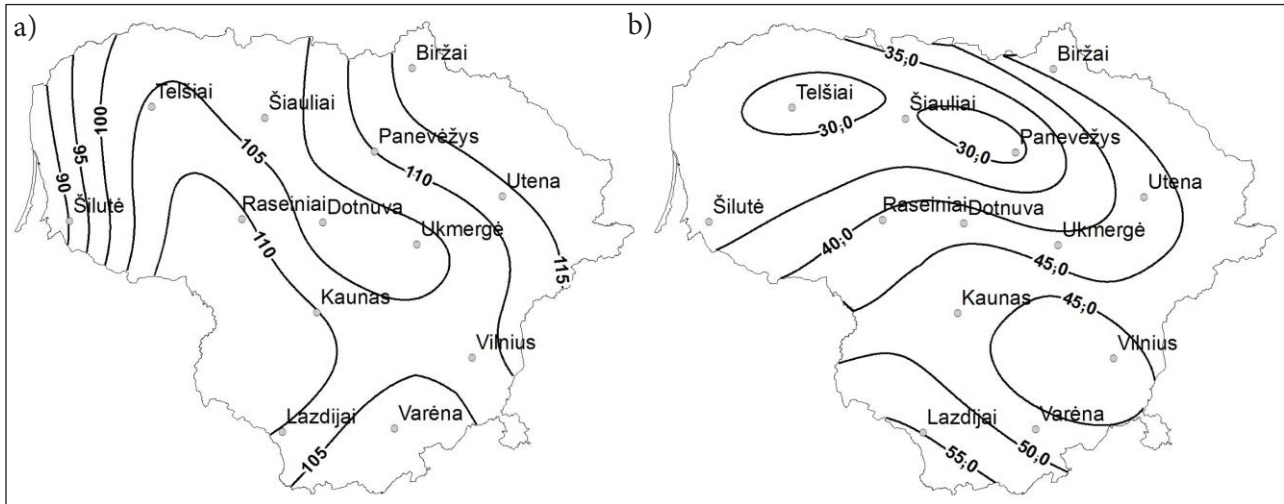 a)
Biržai
Telšiai
Šiauliai
100
95
90
105
Panevėžys
110
Utena
Šilutė
Raseiniai
Dotnuva
Ukmergė
110
115
Kaunas
Vilnius
Lazdijai
Varėna
105
b)
Biržai
35,0
Telšiai
Šiauliai
30,0
30,0
Panevėžys
Utena
Šilutė
Raseiniai
Dotnuva
40,0
Ukmergė
45,0
Kaunas
45,0
Vilnius
Lazdijai
Varėna
50,0
55,0